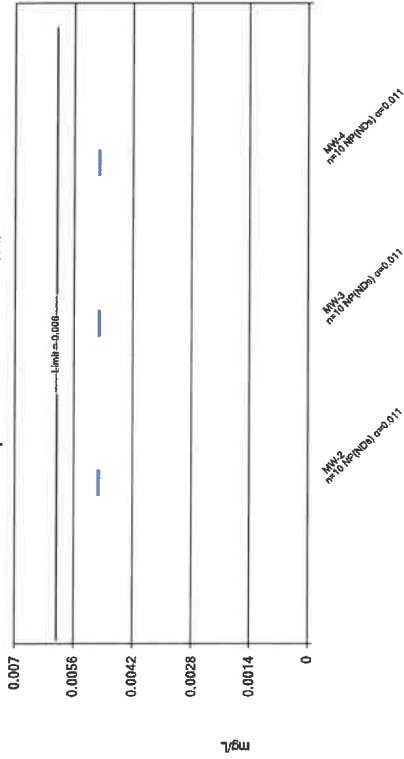 0.007
0.0056
0.0042
0.0028
0.0014
0
mg/L
Limit = 0.006
MW-2
n=10 NP(NDs) α=0.011
MW-3
n=10 NP(NDs) α=0.011
MW-4
n=10 NP(NDs) α=0.011